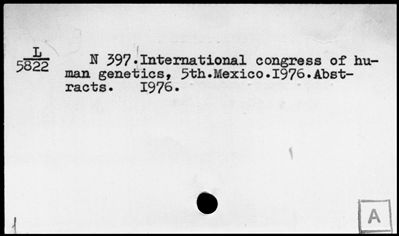 L
5822
N 397.International congress of hu-
man genetics, 5th.Mexico.1976.Abst-
racts. 1976.
A